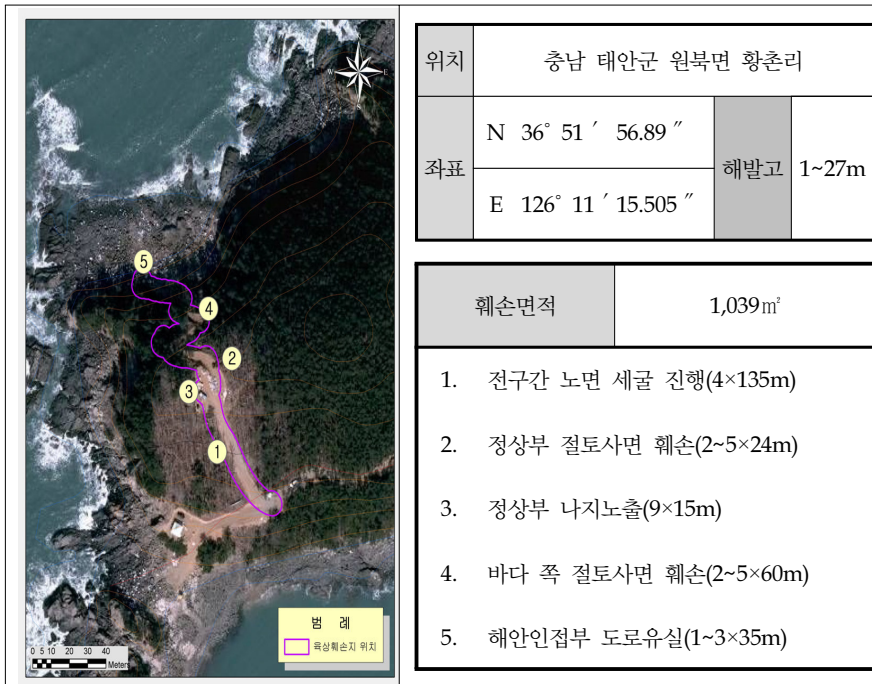 W E
5
4
2
3
1
범 례
육상훼손지 위치
0 5 10 20 30 40
Meters
위치 충남 태안군 원북면 황촌리
좌표 N 36° 51 ′ 56.89 ″ 해발고 1~27m
E 126° 11 ′ 15.505 ″
훼손면적 1,039㎡
1. 전구간 노면 세굴 진행(4×135m)
2. 정상부 절토사면 훼손(2~5×24m)
3. 정상부 나지노출(9×15m)
4. 바다 쪽 절토사면 훼손(2~5×60m)
5. 해안인접부 도로유실(1~3×35m)